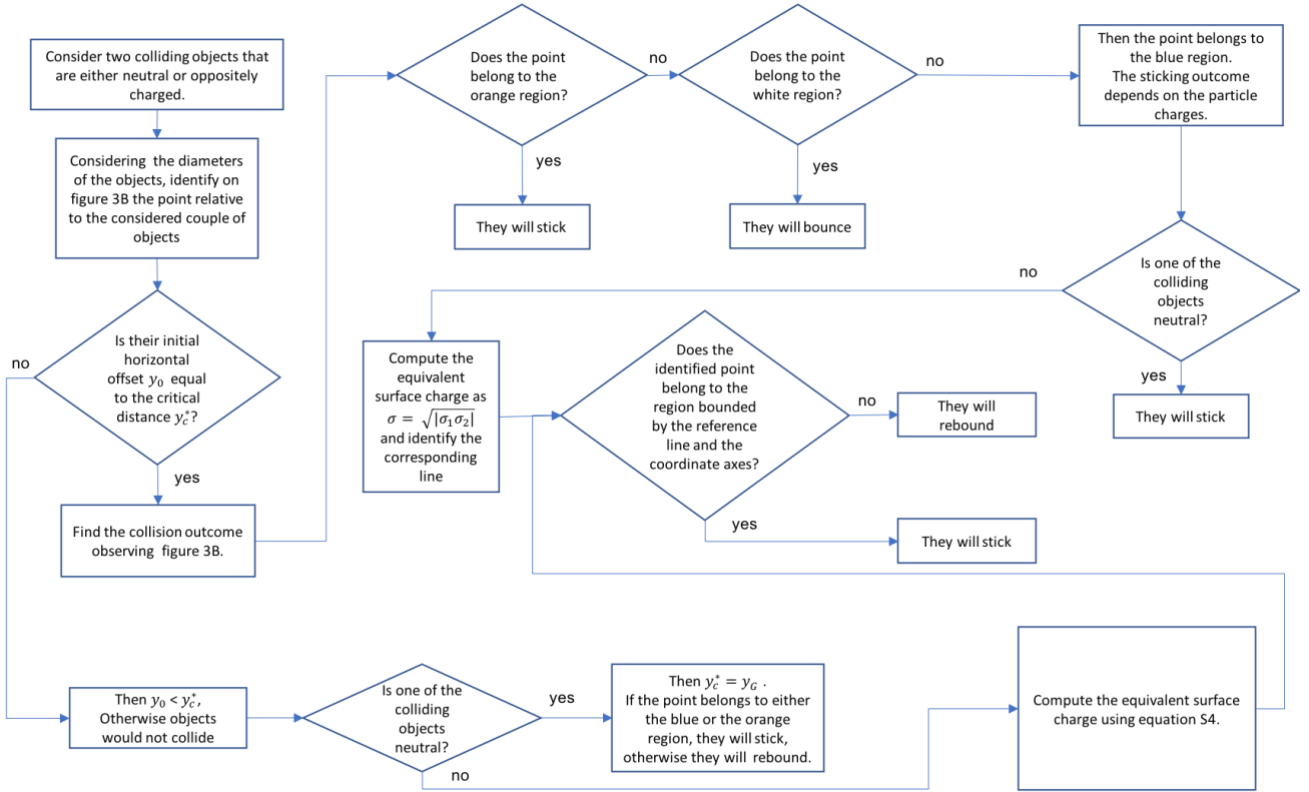 Consider two colliding objects that
are either neutral or oppositely
charged.
Considering the diameters
of the objects, identify on
figure 3B the point relative
to the considered couple of
objects
Is their initial
horizontal
offset y₀ equal
to the critical
distance y꜀*?
no
yes
Find the collision outcome
observing figure 3B.
Does the point
belong to the
orange region?
no
yes
They will stick
Does the point
belong to the
white region?
no
yes
They will bounce
Then the point belongs to
the blue region.
The sticking outcome
depends on the particle
charges.
Is one of the
colliding
objects
neutral?
no
yes
They will stick
Compute the
equivalent
surface charge as
σ = √|σ₁σ₂|
and identify the
corresponding
line
Does the
identified point
belong to the
region bounded
by the reference
line and the
coordinate axes?
no
They will
rebound
yes
They will stick
Then y₀ < y꜀*,
Otherwise objects
would not collide
Is one of the
colliding
objects
neutral?
yes
no
Then y꜀* = y_G .
If the point belongs to either
the blue or the orange
region, they will stick,
otherwise they will rebound.
Compute the equivalent surface
charge using equation S4.